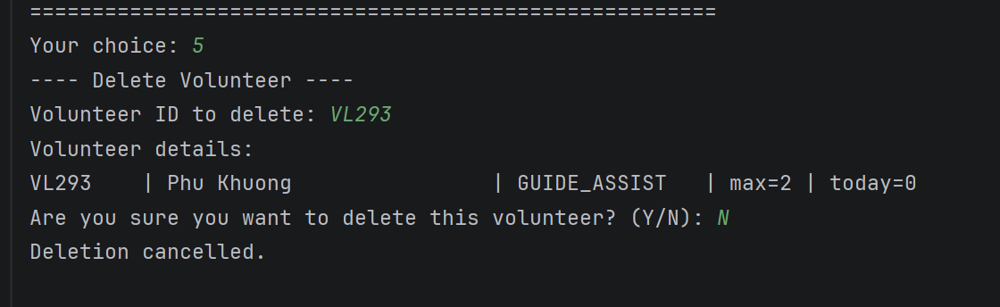 =======================================================
Your choice: 5
---- Delete Volunteer ----
Volunteer ID to delete: VL293
Volunteer details:
VL293    | Phu Khuong                | GUIDE_ASSIST   | max=2 | today=0
Are you sure you want to delete this volunteer? (Y/N): N
Deletion cancelled.